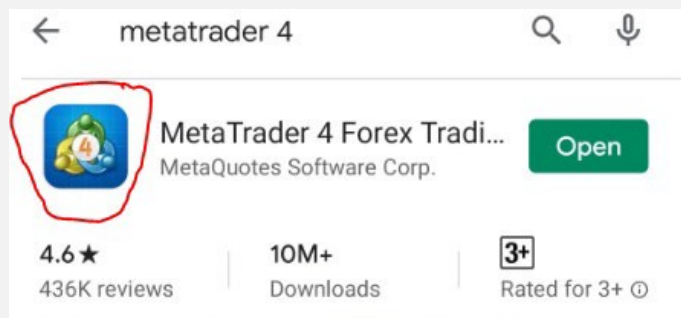 metatrader 4
4
MetaTrader 4 Forex Tradi...
MetaQuotes Software Corp.
Open
4.6★
436K reviews
10M+
Downloads
3+
Rated for 3+